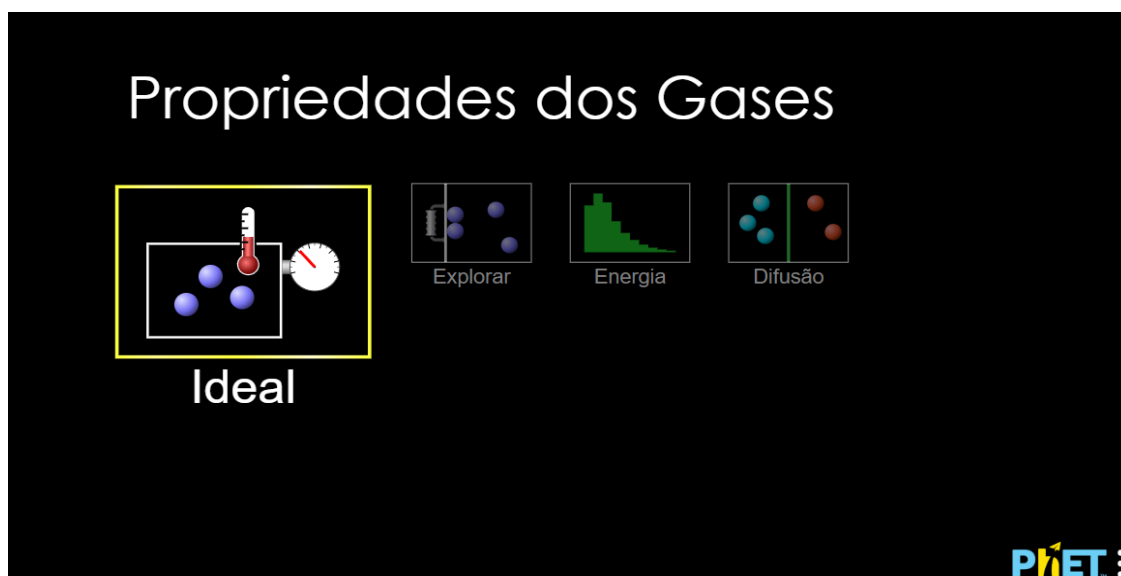 Propriedades dos Gases
Ideal
Explorar
Energia
Difusão
PhET